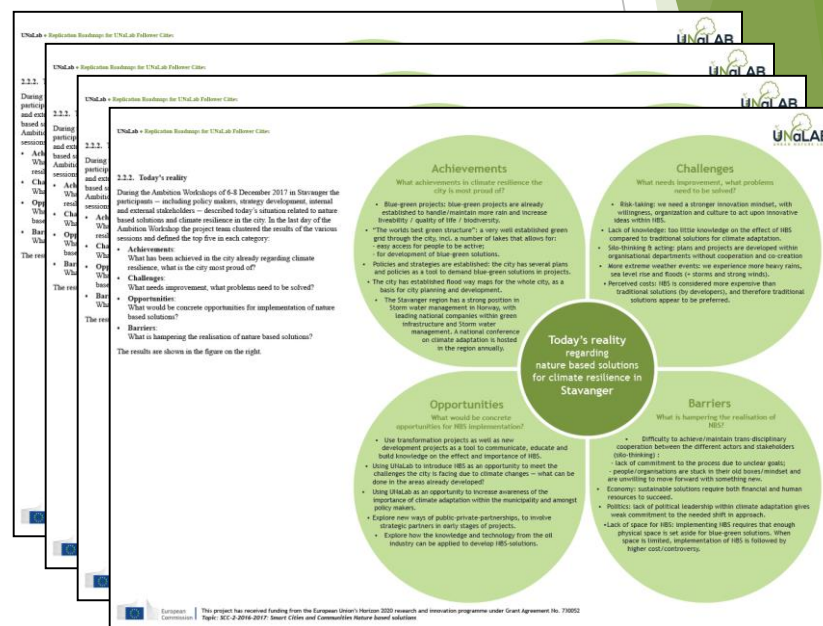 UNaLab • Replication Roadmaps for UNaLab Follower Cities
UNaLAB
UNaLab • Replication Roadmaps for UNaLab Follower Cities
UNaLAB
UNaLab • Replication Roadmaps for UNaLab Follower Cities
UNaLAB
UNaLab • Replication Roadmaps for UNaLab Follower Cities
UNaLAB
2.2.2. Today's reality
During the Ambition Workshops of 6-8 December 2017 in Stavanger the
participants – including policy makers, strategy development, internal
and external stakeholders – described today's situation related to nature
based solutions and climate resilience in the city. In the last day of the
Ambition Workshop the project team clustered the results of the various
sessions and defined the top five in each category:
• Achievements:
What has been achieved in the city already regarding climate
resilience, what is the city most proud of?
• Challenges:
What needs improvement, what problems need to be solved?
• Opportunities:
What would be concrete opportunities for implementation of nature
based solutions?
• Barriers:
What is hampering the realisation of nature based solutions?
The results are shown in the figure on the right.
Achievements
What achievements in climate resilience the
city is most proud of?
• Blue-green projects: blue-green projects are already
established to handle/maintain more rain and increase
liveability / quality of life / biodiversity.
• "The worlds best green structure": a very well established green
grid through the city, incl. a number of lakes that allows for:
- easy access for people to be active;
- for development of blue-green solutions.
• Policies and strategies are established: the city has several plans
and policies as a tool to demand blue-green solutions in projects.
• The city has established flood way maps for the whole city, as a
basis for city planning and development.
• The Stavanger region has a strong position in
Storm water management in Norway, with
leading national companies within green
infrastructure and Storm water
management. A national conference
on climate adaptation is hosted
in the region annually.
Challenges
What needs improvement, what problems
need to be solved?
• Risk-taking: we need a stronger innovation mindset, with
willingness, organization and culture to act upon innovative
ideas within NBS.
• Lack of knowledge: too little knowledge on the effect of NBS
compared to traditional solutions for climate adaptation.
• Silo-thinking & acting: plans and projects are developed within
organisational departments without cooperation and co-creation
• More extreme weather events: we experience more heavy rains,
sea level rise and floods (+ storms and strong winds).
• Perceived costs: NBS is considered more expensive than
traditional solutions (by developers), and therefore traditional
solutions appear to be preferred.
Today's reality
regarding
nature based solutions
for climate resilience in
Stavanger
Opportunities
What would be concrete
opportunities for NBS implementation?
• Use transformation projects as well as new
development projects as a tool to communicate, educate and
build knowledge on the effect and importance of NBS.
• Using UNaLab to introduce NBS as an opportunity to meet the
challenges the city is facing due to climate changes — what can be
done in the areas already developed?
• Using UNaLab as an opportunity to increase awareness of the
importance of climate adaptation within the municipality and amongst
policy makers.
• Explore new ways of public-private-partnerships, to involve
strategic partners in early stages of projects.
• Explore how the knowledge and technology from the oil
industry can be applied to develop NBS-solutions.
Barriers
What is hampering the realisation of
NBS?
• Difficulty to achieve/maintain trans-disciplinary
cooperation between the different actors and stakeholders
(silo-thinking) :
- lack of commitment to the process due to unclear goals;
- people/organisations are stuck in their old boxes/mindset and
are unwilling to move forward with something new.
• Economy: sustainable solutions require both financial and human
resources to succeed.
• Politics: lack of political leadership within climate adaptation gives
weak commitment to the needed shift in approach.
•Lack of space for NBS: implementing NBS requires that enough
physical space is set aside for blue-green solutions. When
space is limited, implementation of NBS is followed by
higher cost/controversy.
European
Commission
This project has received funding from the European Union's Horizon 2020 research and innovation programme under Grant Agreement No. 730052
Topic: SCC-2-2016-2017: Smart Cities and Communities Nature based solutions